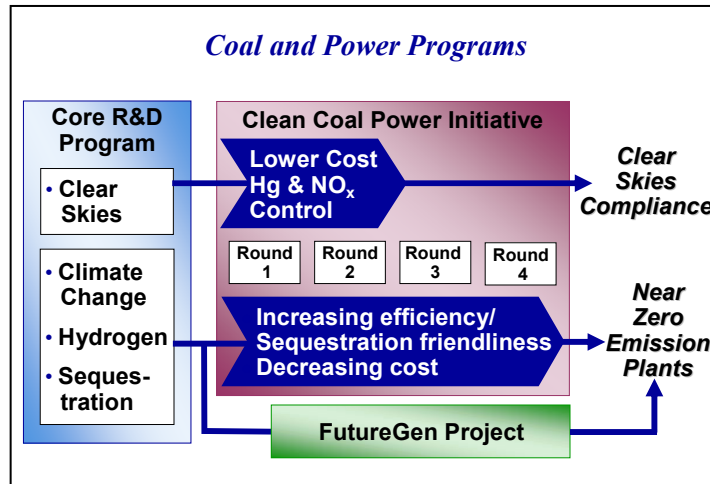 Coal and Power Programs
Core R&D
Program
• Clear
Skies
• Climate
Change
• Hydrogen
• Seques-
tration
Clean Coal Power Initiative
Lower Cost
Hg & NOx
Control
Round
1
Round
2
Round
3
Round
4
Increasing efficiency/
Sequestration friendliness
Decreasing cost
FutureGen Project
Clear
Skies
Compliance
Near
Zero
Emission
Plants